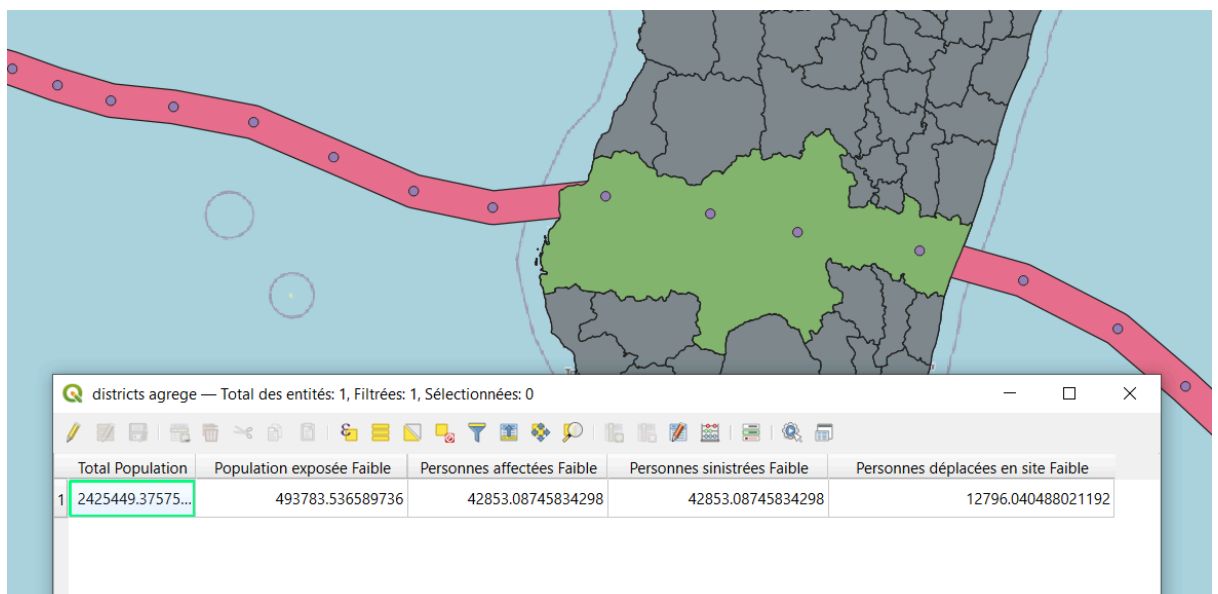 districts agrege — Total des entités: 1, Filtrées: 1, Sélectionnées: 0
Total Population Population exposée Faible Personnes affectées Faible Personnes sinistrées Faible Personnes déplacées en site Faible
1 2425449.37575... 493783.536589736 42853.08745834298 42853.08745834298 12796.040488021192